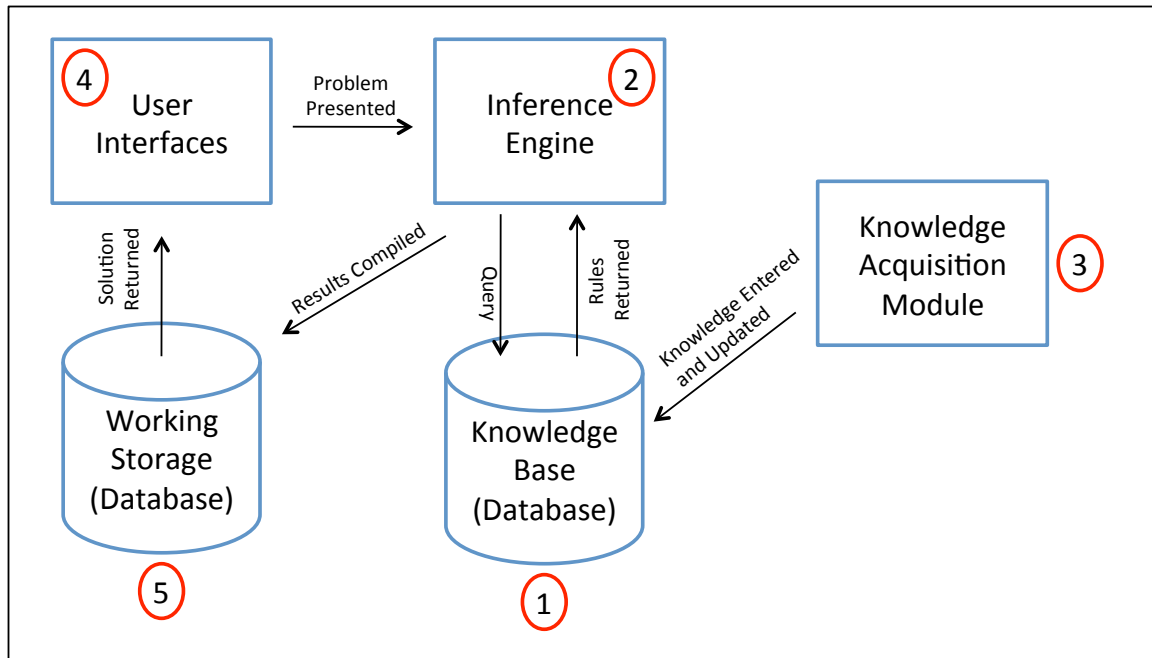 4
User
Interfaces
Problem
Presented
2
Inference
Engine
Knowledge
Acquisition
Module
3
Solution
Returned
Results Compiled
Query
Rules
Returned
Knowledge Entered
and Updated
Working
Storage
(Database)
5
Knowledge
Base
(Database)
1